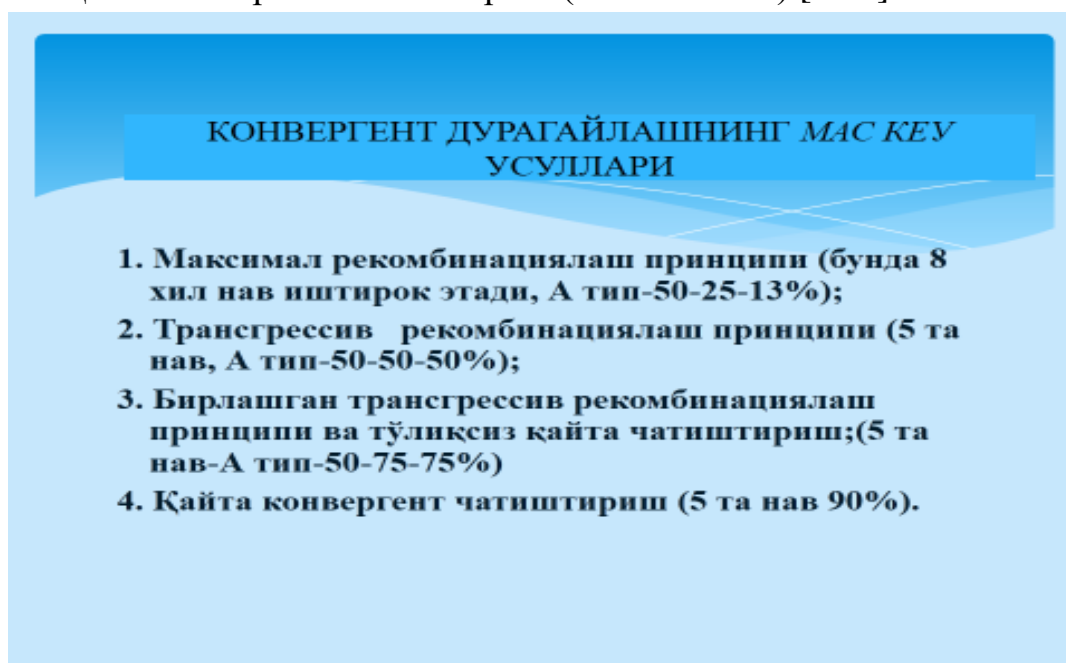 КОНВЕРГЕНТ ДУРАГАЙЛАШНИНГ МАС КЕУ
УСУЛЛАРИ
1. Максимал рекомбинациялаш принципи (бунда 8
хил нав иштирок этади, А тип-50-25-13%);
2. Трансгрессив рекомбинациялаш принципи (5 та
нав, А тип-50-50-50%);
3. Бирлашган трансгрессив рекомбинациялаш
принципи ва тўлиқсиз қайта чатиштириш;(5 та
нав-А тип-50-75-75%)
4. Қайта конвергент чатиштириш (5 та нав 90%).